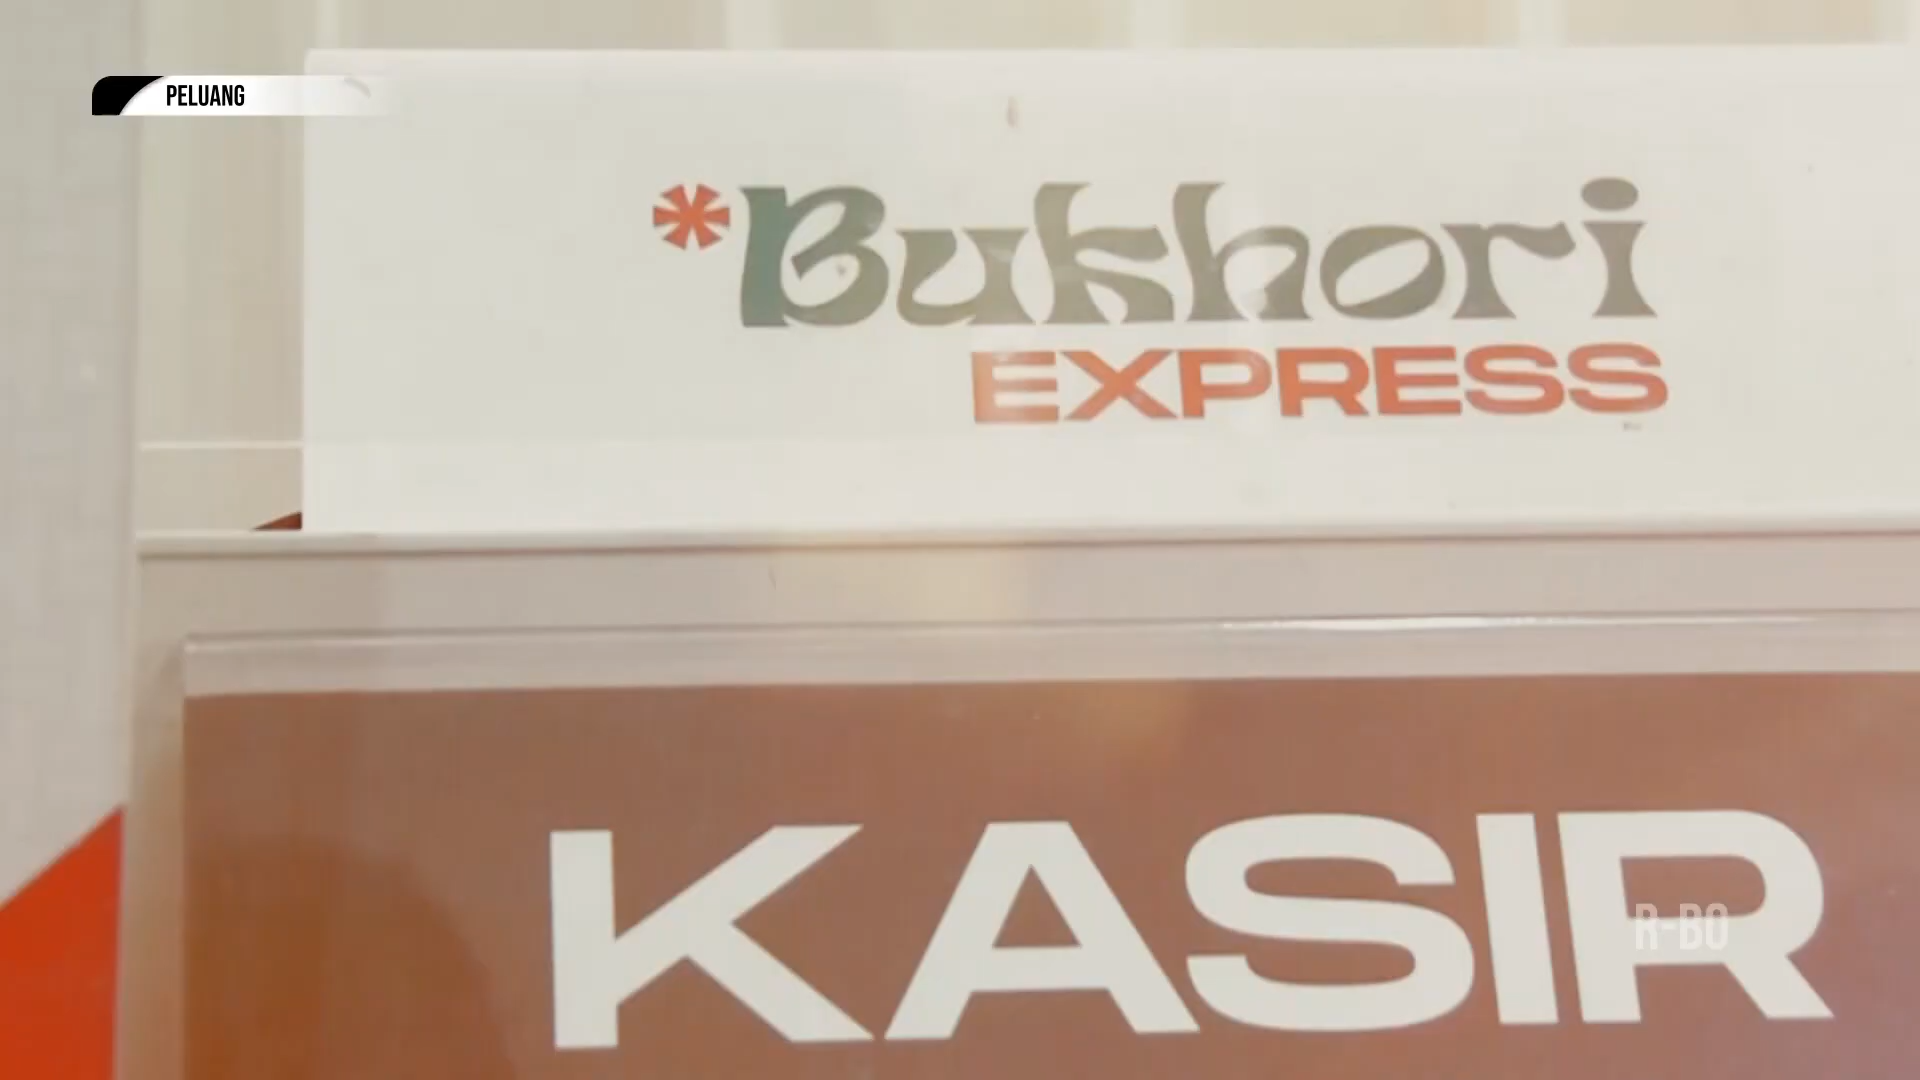 PELUANG
*Bukhori
EXPRESS
KASIR
R-BO